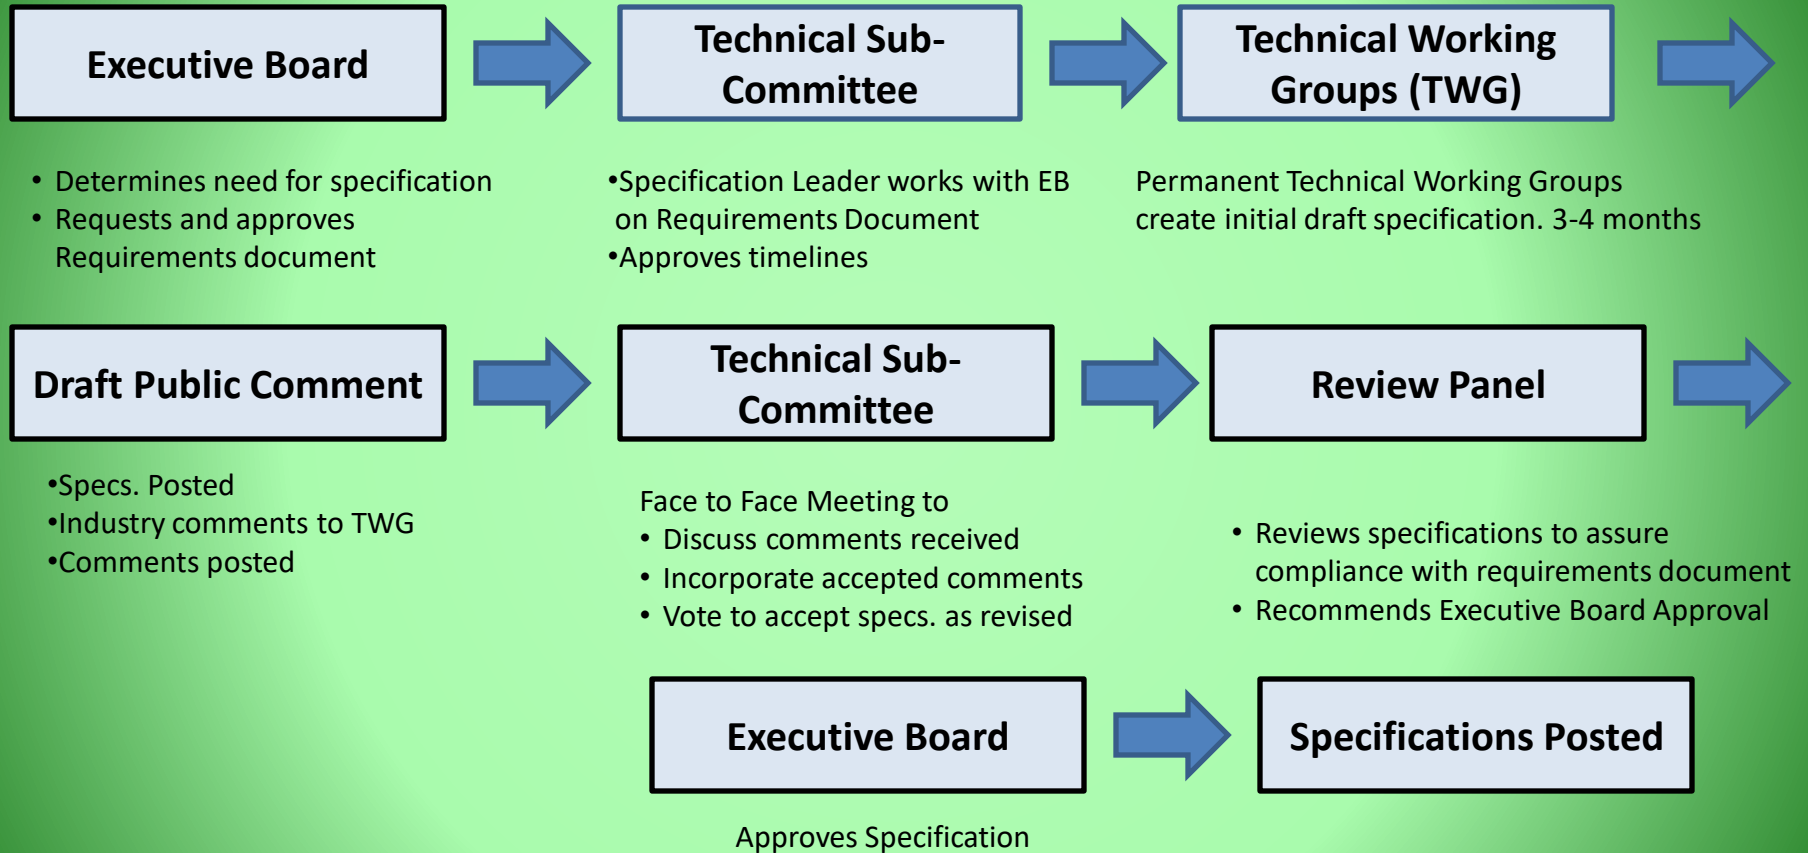 Executive Board
Technical Sub-
Committee
Technical Working
Groups (TWG)
• Determines need for specification
• Requests and approves
Requirements document
•Specification Leader works with EB
on Requirements Document
•Approves timelines
Permanent Technical Working Groups
create initial draft specification. 3-4 months
Draft Public Comment
Technical Sub-
Committee
Review Panel
•Specs. Posted
•Industry comments to TWG
•Comments posted
Face to Face Meeting to
• Discuss comments received
• Incorporate accepted comments
• Vote to accept specs. as revised
• Reviews specifications to assure
compliance with requirements document
• Recommends Executive Board Approval
Executive Board
Specifications Posted
Approves Specification